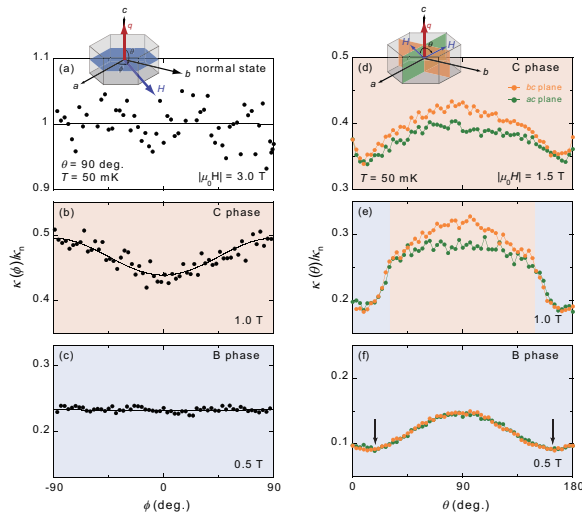 c
q
ϕ
a
b
H
1.1
(a)
normal state
1
θ = 90 deg.
T = 50 mK
|μ₀H| = 3.0 T
0.9
(b)
C phase
0.5
0.4
1.0 T
κ (ϕ)/κₙ
(c)
B phase
0.3
0.2
0.5 T
-90
0
90
ϕ (deg.)
c
q
H
θ
H
a
b
0.5
(d)
C phase
bc plane
ac plane
0.4
0.3
T = 50 mK
|μ₀H| = 1.5 T
(e)
0.3
0.2
1.0 T
κ (θ)/κₙ
(f)
B phase
0.2
0.1
0.5 T
0
90
180
θ (deg.)